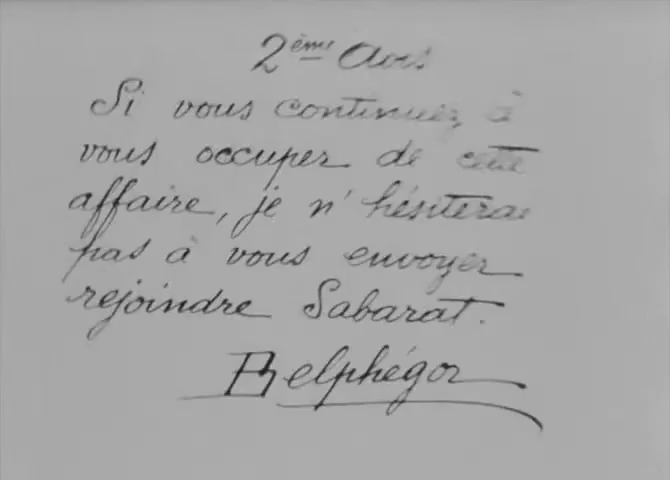 2ème Avis
Si vous continuez à
vous occuper de cette
affaire, je n'hésiterai
pas à vous envoyer
rejoindre Sabarat.
Belphégor